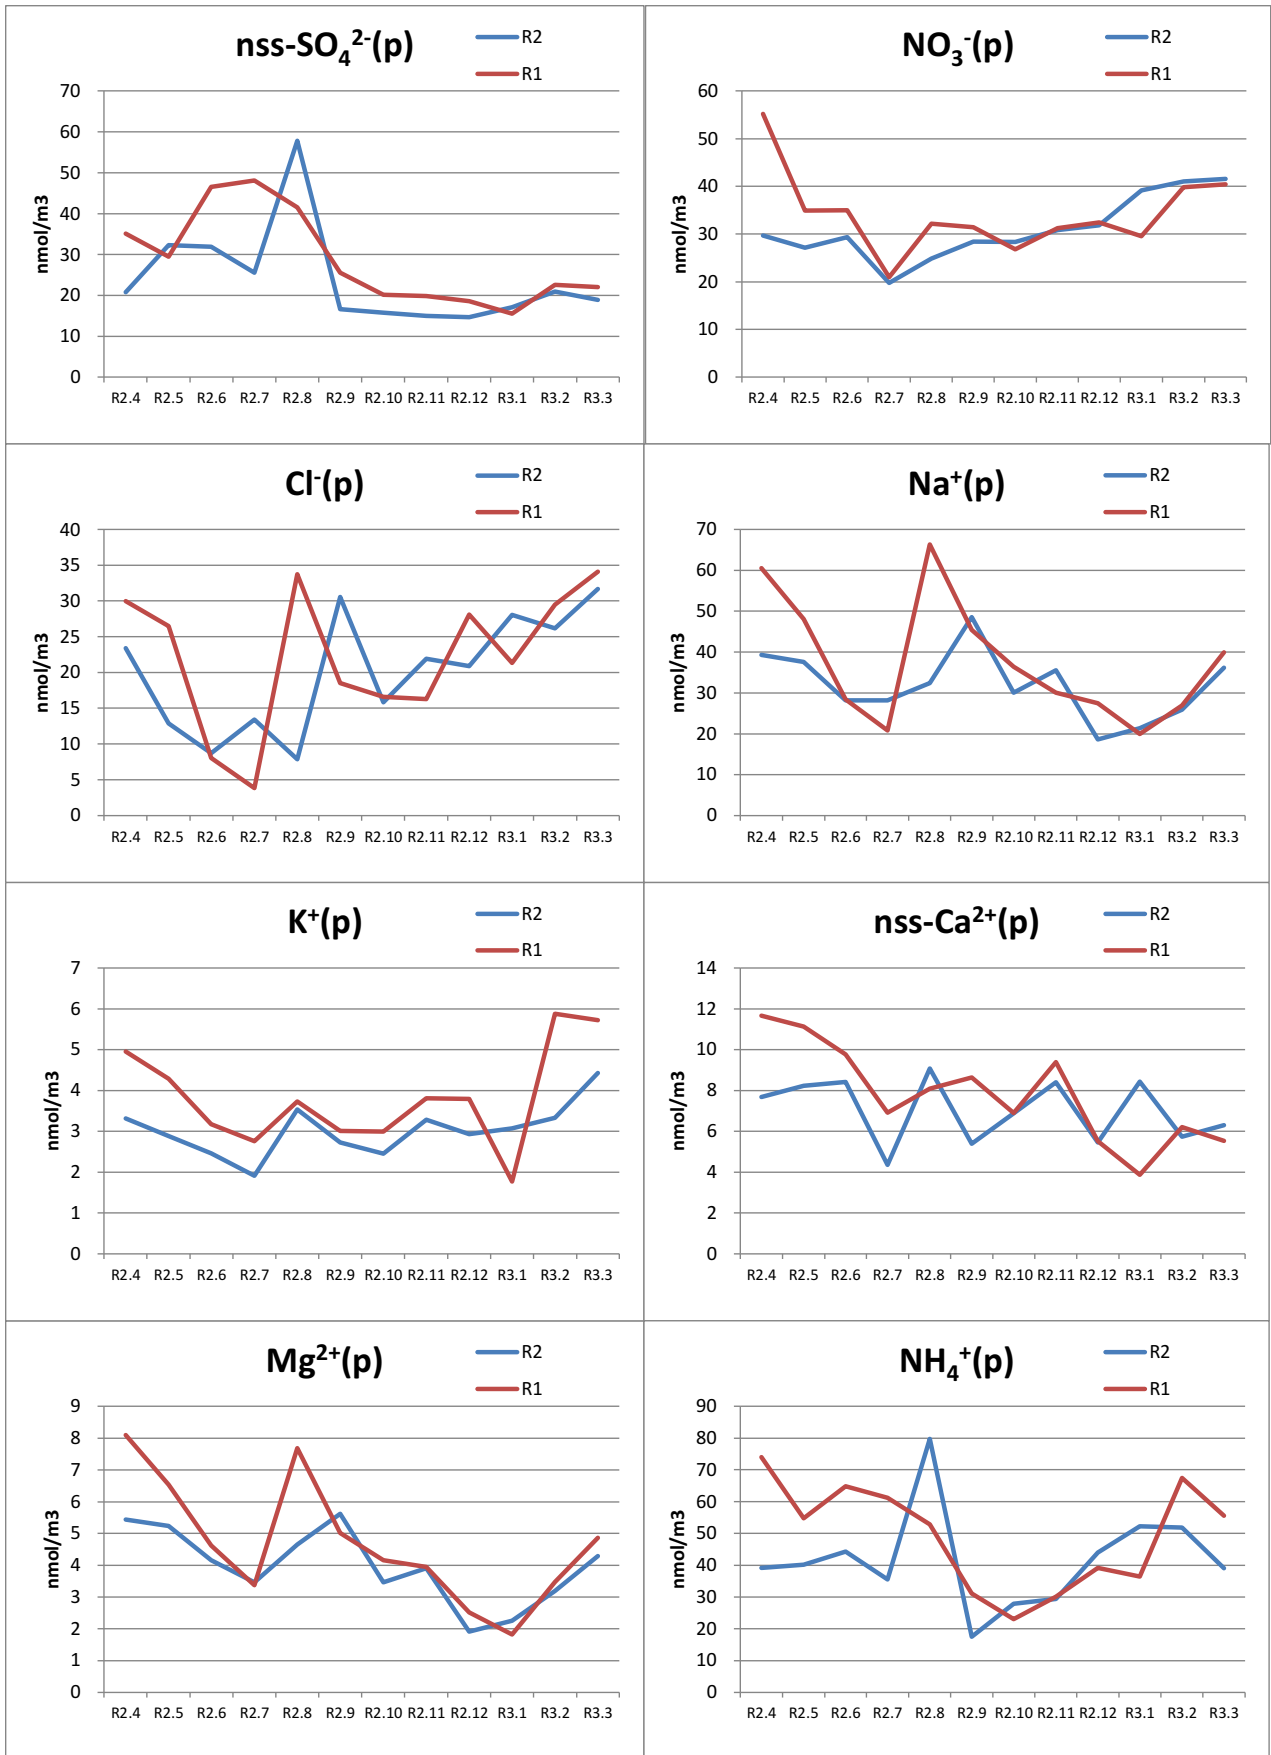 nss-SO₄²⁻(p)
R2
R1
nmol/m3
70
60
50
40
30
20
10
0
R2.4 R2.5 R2.6 R2.7 R2.8 R2.9 R2.10 R2.11 R2.12 R3.1 R3.2 R3.3
NO₃⁻(p)
R2
R1
nmol/m3
60
50
40
30
20
10
0
R2.4 R2.5 R2.6 R2.7 R2.8 R2.9 R2.10 R2.11 R2.12 R3.1 R3.2 R3.3
Cl⁻(p)
R2
R1
nmol/m3
40
35
30
25
20
15
10
5
0
R2.4 R2.5 R2.6 R2.7 R2.8 R2.9 R2.10 R2.11 R2.12 R3.1 R3.2 R3.3
Na⁺(p)
R2
R1
nmol/m3
70
60
50
40
30
20
10
0
R2.4 R2.5 R2.6 R2.7 R2.8 R2.9 R2.10 R2.11 R2.12 R3.1 R3.2 R3.3
K⁺(p)
R2
R1
nmol/m3
7
6
5
4
3
2
1
0
R2.4 R2.5 R2.6 R2.7 R2.8 R2.9 R2.10 R2.11 R2.12 R3.1 R3.2 R3.3
nss-Ca²⁺(p)
R2
R1
nmol/m3
14
12
10
8
6
4
2
0
R2.4 R2.5 R2.6 R2.7 R2.8 R2.9 R2.10 R2.11 R2.12 R3.1 R3.2 R3.3
Mg²⁺(p)
R2
R1
nmol/m3
9
8
7
6
5
4
3
2
1
0
R2.4 R2.5 R2.6 R2.7 R2.8 R2.9 R2.10 R2.11 R2.12 R3.1 R3.2 R3.3
NH₄⁺(p)
R2
R1
nmol/m3
90
80
70
60
50
40
30
20
10
0
R2.4 R2.5 R2.6 R2.7 R2.8 R2.9 R2.10 R2.11 R2.12 R3.1 R3.2 R3.3